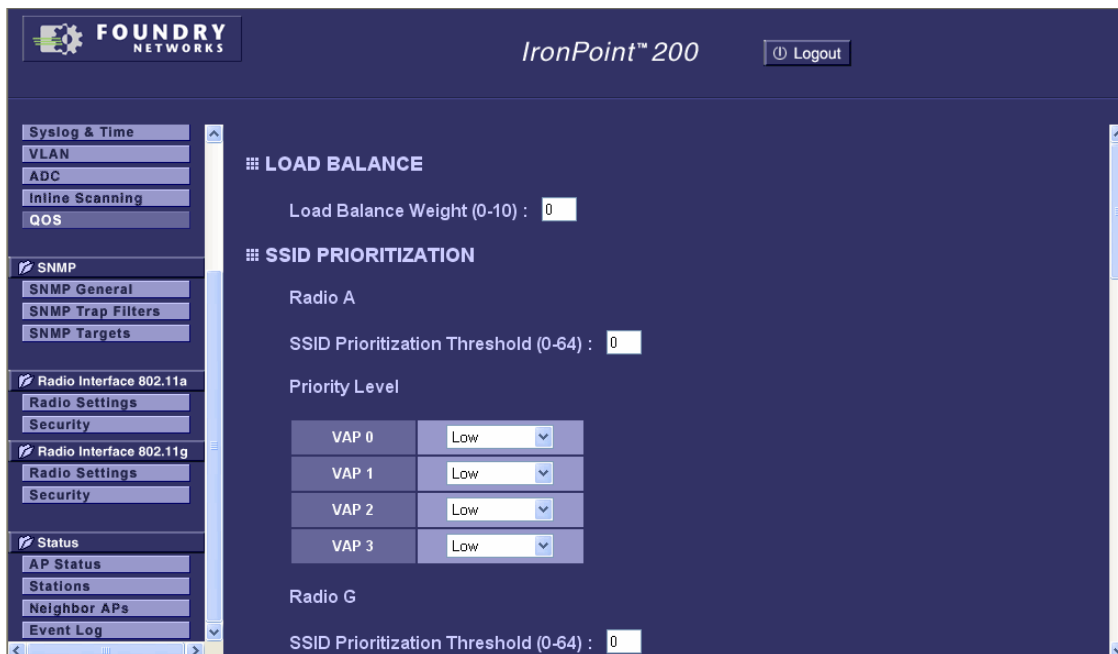 FOUNDRY
NETWORKS
IronPoint™ 200
Logout
Syslog & Time
VLAN
ADC
Inline Scanning
QOS
SNMP
SNMP General
SNMP Trap Filters
SNMP Targets
Radio Interface 802.11a
Radio Settings
Security
Radio Interface 802.11g
Radio Settings
Security
Status
AP Status
Stations
Neighbor APs
Event Log
LOAD BALANCE
Load Balance Weight (0-10) : 0
SSID PRIORITIZATION
Radio A
SSID Prioritization Threshold (0-64) : 0
Priority Level
VAP 0 Low
VAP 1 Low
VAP 2 Low
VAP 3 Low
Radio G
SSID Prioritization Threshold (0-64) : 0